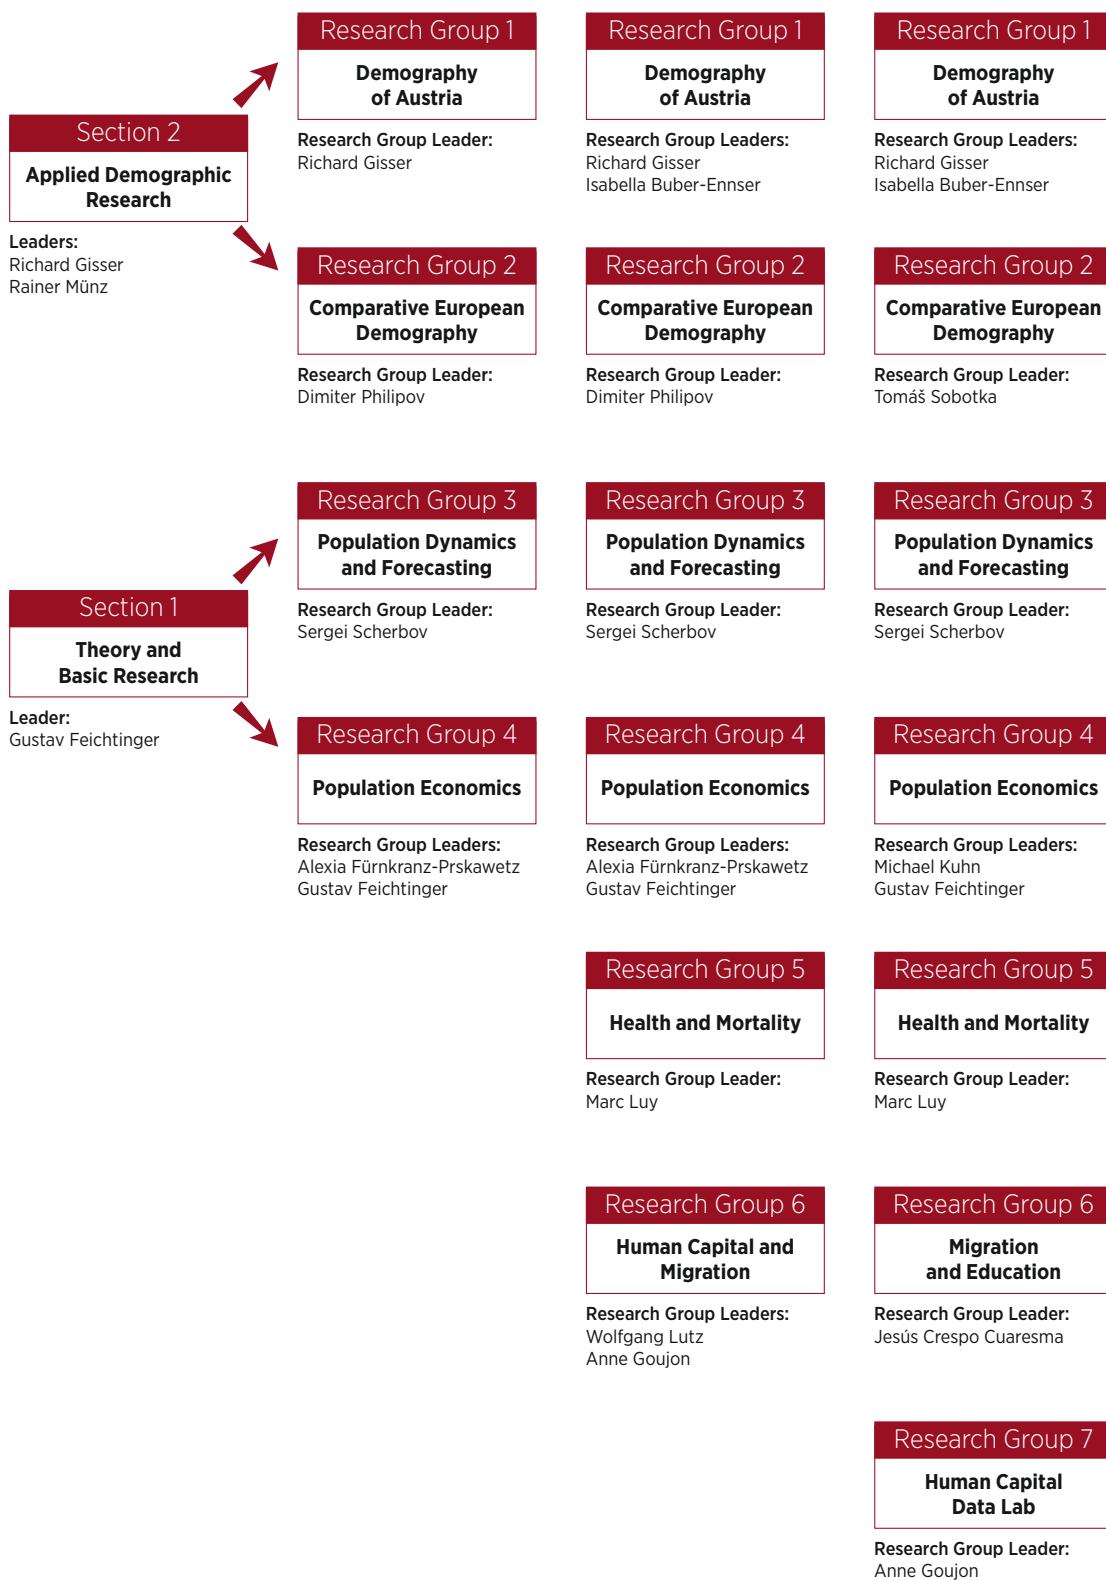 Section 2
Applied Demographic
Research
Leaders:
Richard Gisser
Rainer Münz
Section 1
Theory and
Basic Research
Leader:
Gustav Feichtinger
Research Group 1
Demography
of Austria
Research Group Leader:
Richard Gisser
Research Group 2
Comparative European
Demography
Research Group Leader:
Dimiter Philipov
Research Group 3
Population Dynamics
and Forecasting
Research Group Leader:
Sergei Scherbov
Research Group 4
Population Economics
Research Group Leaders:
Alexia Fürnkranz-Prskawetz
Gustav Feichtinger
Research Group 1
Demography
of Austria
Research Group Leaders:
Richard Gisser
Isabella Buber-Ennser
Research Group 2
Comparative European
Demography
Research Group Leader:
Dimiter Philipov
Research Group 3
Population Dynamics
and Forecasting
Research Group Leader:
Sergei Scherbov
Research Group 4
Population Economics
Research Group Leaders:
Alexia Fürnkranz-Prskawetz
Gustav Feichtinger
Research Group 5
Health and Mortality
Research Group Leader:
Marc Luy
Research Group 6
Human Capital and
Migration
Research Group Leaders:
Wolfgang Lutz
Anne Goujon
Research Group 1
Demography
of Austria
Research Group Leaders:
Richard Gisser
Isabella Buber-Ennser
Research Group 2
Comparative European
Demography
Research Group Leader:
Tomáš Sobotka
Research Group 3
Population Dynamics
and Forecasting
Research Group Leader:
Sergei Scherbov
Research Group 4
Population Economics
Research Group Leaders:
Michael Kuhn
Gustav Feichtinger
Research Group 5
Health and Mortality
Research Group Leader:
Marc Luy
Research Group 6
Migration
and Education
Research Group Leader:
Jesús Crespo Cuaresma
Research Group 7
Human Capital
Data Lab
Research Group Leader:
Anne Goujon